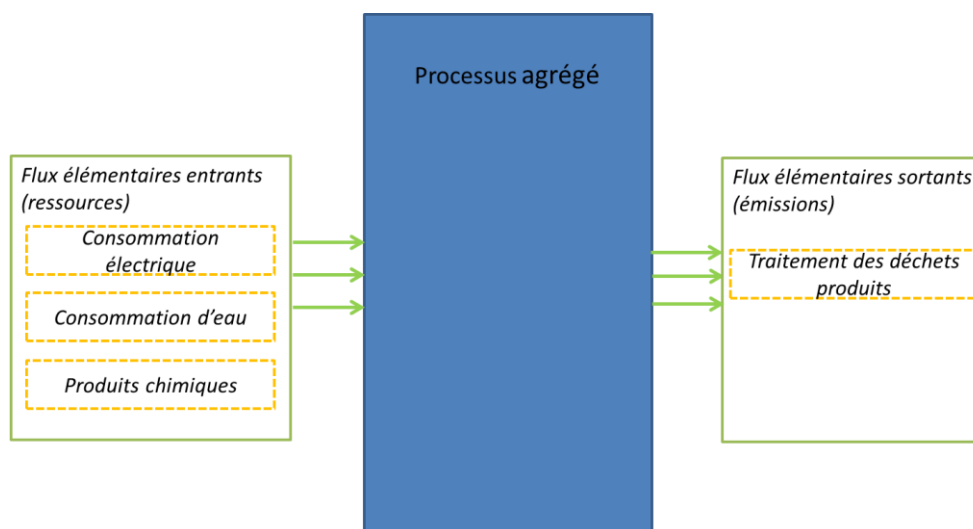 Processus agrégé
Flux élémentaires entrants
(ressources)
Consommation
électrique
Consommation d'eau
Produits chimiques
Flux élémentaires sortants
(émissions)
Traitement des déchets
produits